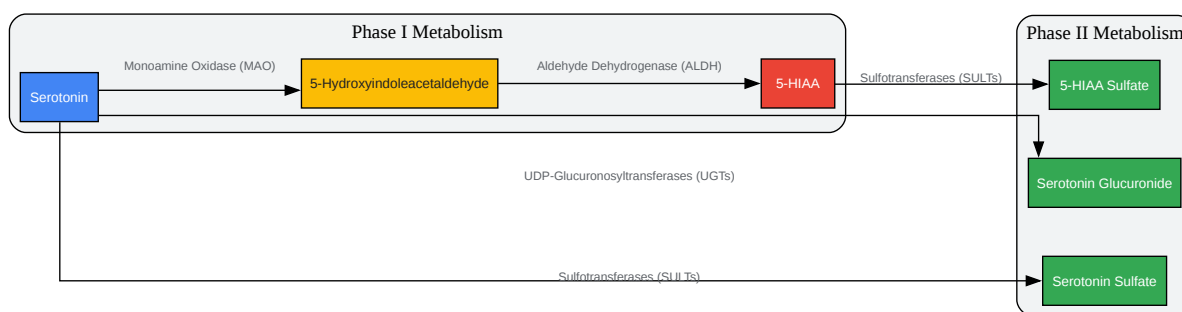 Phase I Metabolism
Phase II Metabolism
Monoamine Oxidase (MAO)
Aldehyde Dehydrogenase (ALDH)
Sulfotransferases (SULTs)
Serotonin
5-Hydroxyindoleacetaldehyde
5-HIAA
5-HIAA Sulfate
UDP-Glucuronosyltransferases (UGTs)
Serotonin Glucuronide
Sulfotransferases (SULTs)
Serotonin Sulfate